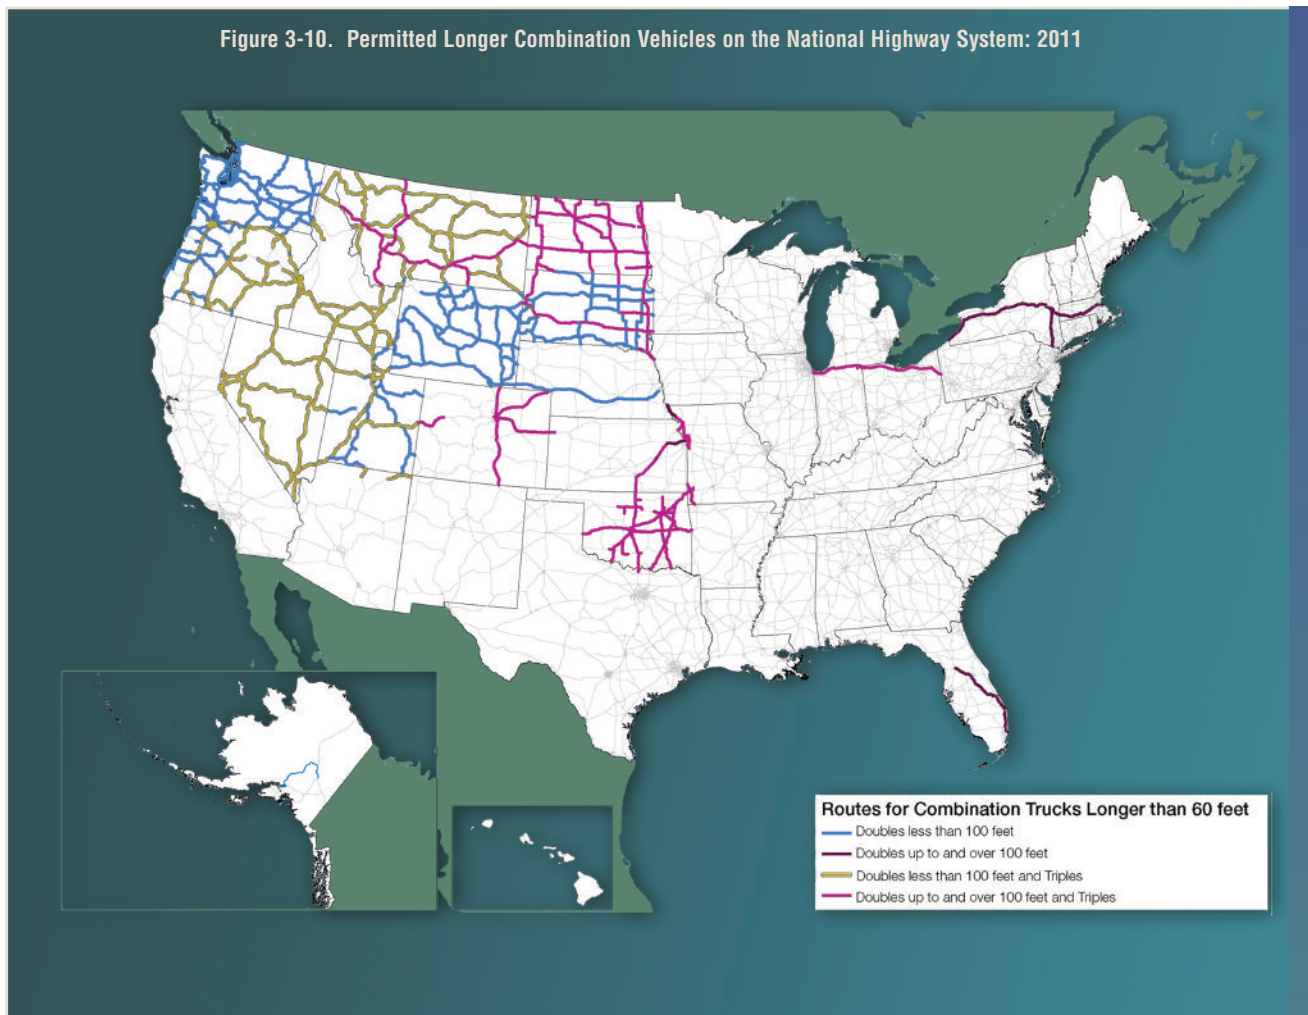 Figure 3-10. Permitted Longer Combination Vehicles on the National Highway System: 2011
Routes for Combination Trucks Longer than 60 feet
Doubles less than 100 feet
Doubles up to and over 100 feet
Doubles less than 100 feet and Triples
Doubles up to and over 100 feet and Triples